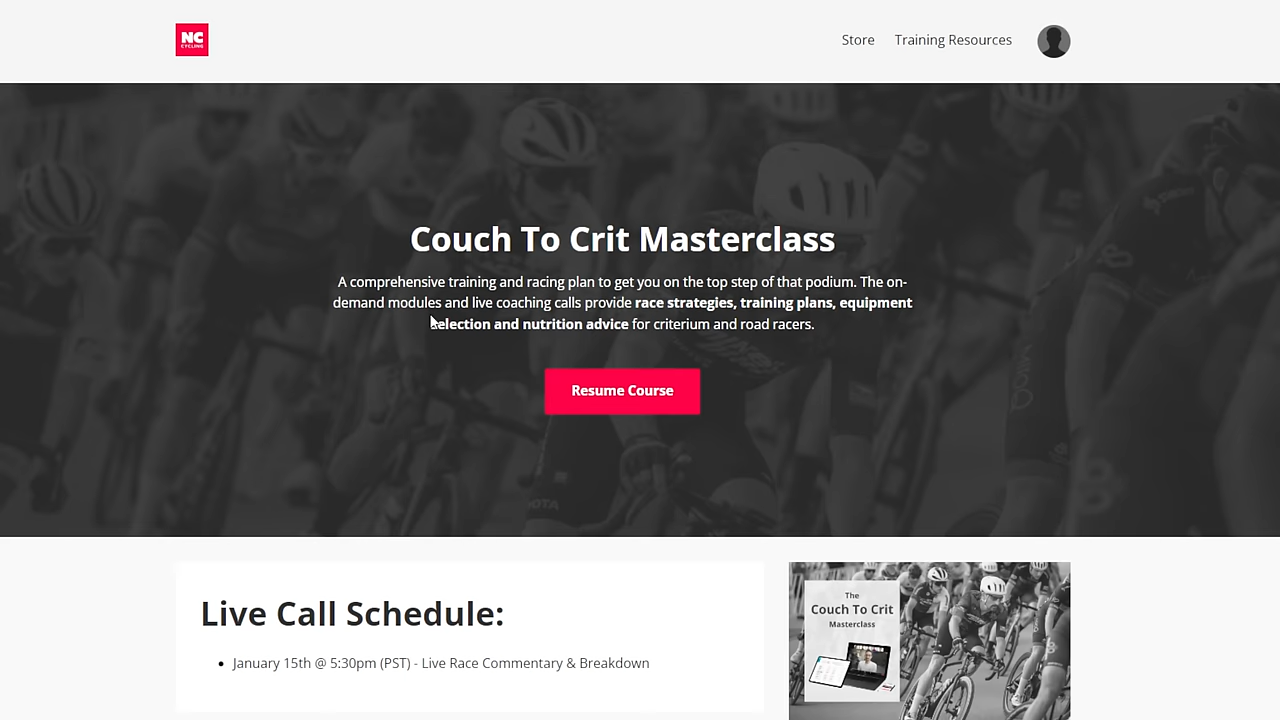 NC
CYCLING
Store
Training Resources
Couch To Crit Masterclass
A comprehensive training and racing plan to get you on the top step of that podium. The on-
demand modules and live coaching calls provide race strategies, training plans, equipment
selection and nutrition advice for criterium and road racers.
Resume Course
Live Call Schedule:
• January 15th @ 5:30pm (PST) - Live Race Commentary & Breakdown
The
Couch To Crit
Masterclass